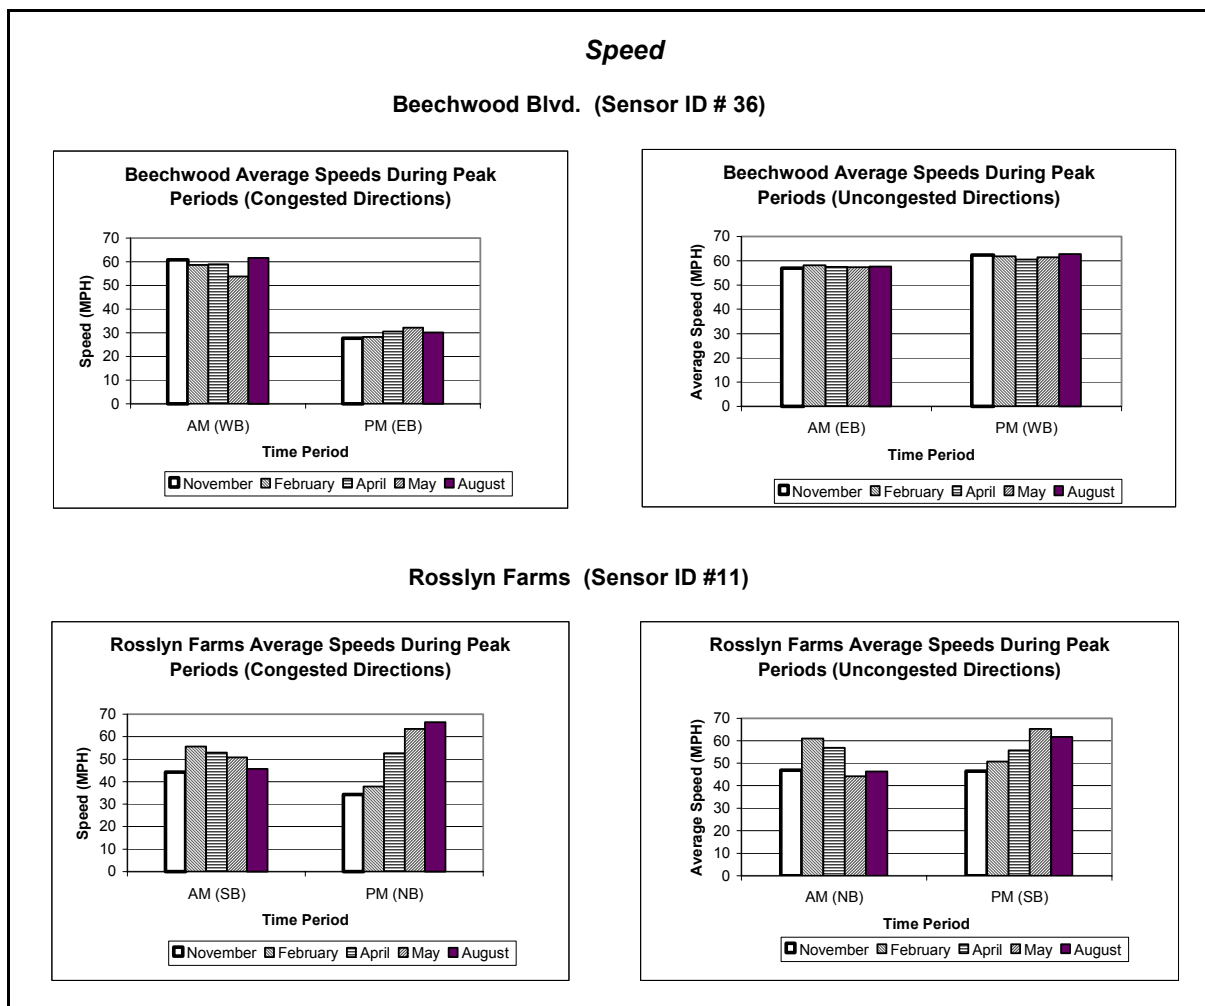 Speed
Beechwood Blvd.  (Sensor ID # 36)
Beechwood Average Speeds During Peak
Periods (Congested Directions)
70
60
50
40
30
20
10
0
Speed (MPH)
AM (WB)
PM (EB)
Time Period
November February April May August
Beechwood Average Speeds During Peak
Periods (Uncongested Directions)
70
60
50
40
30
20
10
0
Average Speed (MPH)
AM (EB)
PM (WB)
Time Period
November February April May August
Rosslyn Farms  (Sensor ID #11)
Rosslyn Farms Average Speeds During Peak
Periods (Congested Directions)
70
60
50
40
30
20
10
0
Speed (MPH)
AM (SB)
PM (NB)
Time Period
November February April May August
Rosslyn Farms Average Speeds During Peak
Periods (Uncongested Directions)
70
60
50
40
30
20
10
0
Average Speed (MPH)
AM (NB)
PM (SB)
Time Period
November February April May August